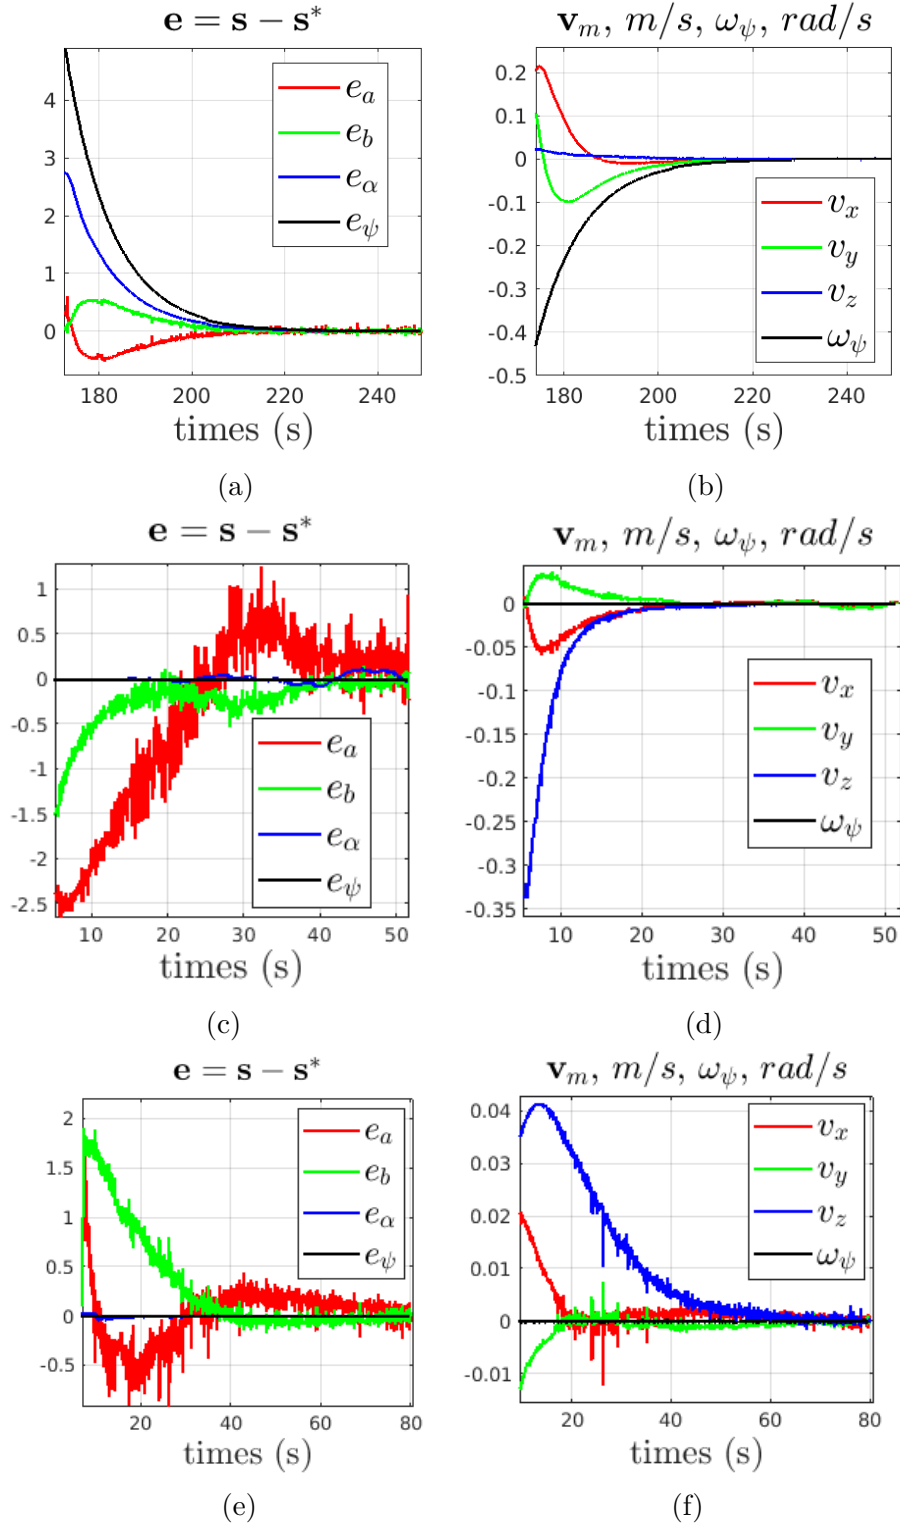 e = s − s*
4
3
2
1
0
e_a
e_b
e_α
e_ψ
180 200 220 240
times (s)
(a)
v_m, m/s, ω_ψ, rad/s
0.2
0.1
0
-0.1
-0.2
-0.3
-0.4
-0.5
v_x
v_y
v_z
ω_ψ
180 200 220 240
times (s)
(b)
e = s − s*
1
0.5
0
-0.5
-1
-1.5
-2
-2.5
e_a
e_b
e_α
e_ψ
10 20 30 40 50
times (s)
(c)
v_m, m/s, ω_ψ, rad/s
0
-0.05
-0.1
-0.15
-0.2
-0.25
-0.3
-0.35
v_x
v_y
v_z
ω_ψ
10 20 30 40 50
times (s)
(d)
e = s − s*
2
1.5
1
0.5
0
-0.5
e_a
e_b
e_α
e_ψ
20 40 60 80
times (s)
(e)
v_m, m/s, ω_ψ, rad/s
0.04
0.03
0.02
0.01
0
-0.01
v_x
v_y
v_z
ω_ψ
20 40 60 80
times (s)
(f)